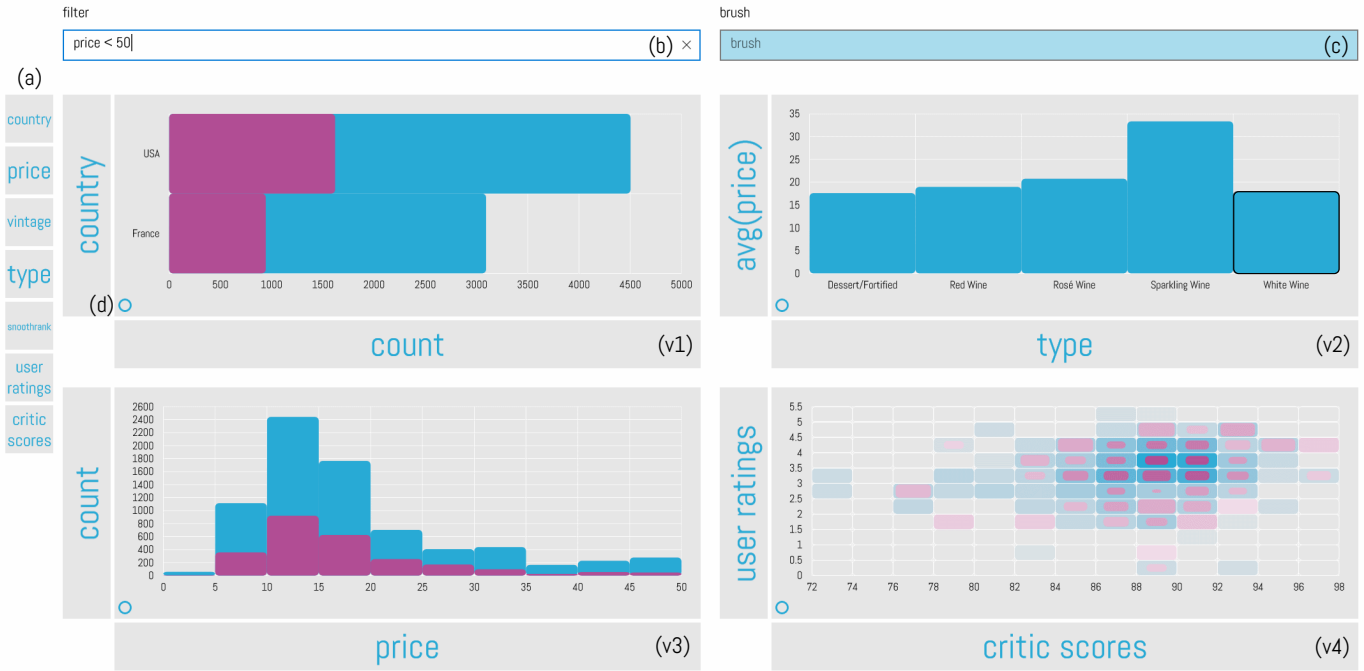 filter
brush
price < 50
(b)
×
brush
(c)
(a)
country
price
vintage
type
snoothrank
user
ratings
critic
scores
country
USA
France
0
500
1000
1500
2000
2500
3000
3500
4000
4500
5000
(d)
count
(v1)
avg(price)
35
30
25
20
15
10
5
0
Dessert/Fortified
Red Wine
Rosé Wine
Sparkling Wine
White Wine
type
(v2)
count
2600
2400
2200
2000
1800
1600
1400
1200
1000
800
600
400
200
0
0
5
10
15
20
25
30
35
40
45
50
price
(v3)
user ratings
5.5
5
4.5
4
3.5
3
2.5
2
1.5
1
0.5
0
72
74
76
78
80
82
84
86
88
90
92
94
96
98
critic scores
(v4)